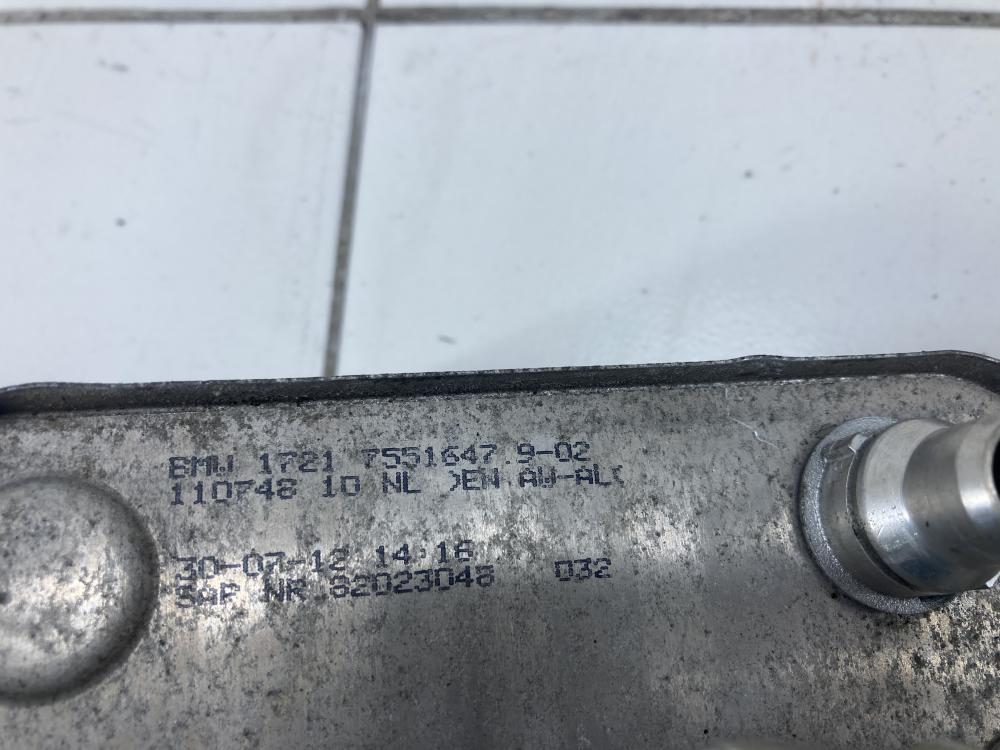 BMW 1721 7551647.9-02
110748 10 NL >EN AW-AL<
30-07-12 14:16
SAP NR 82023048 032